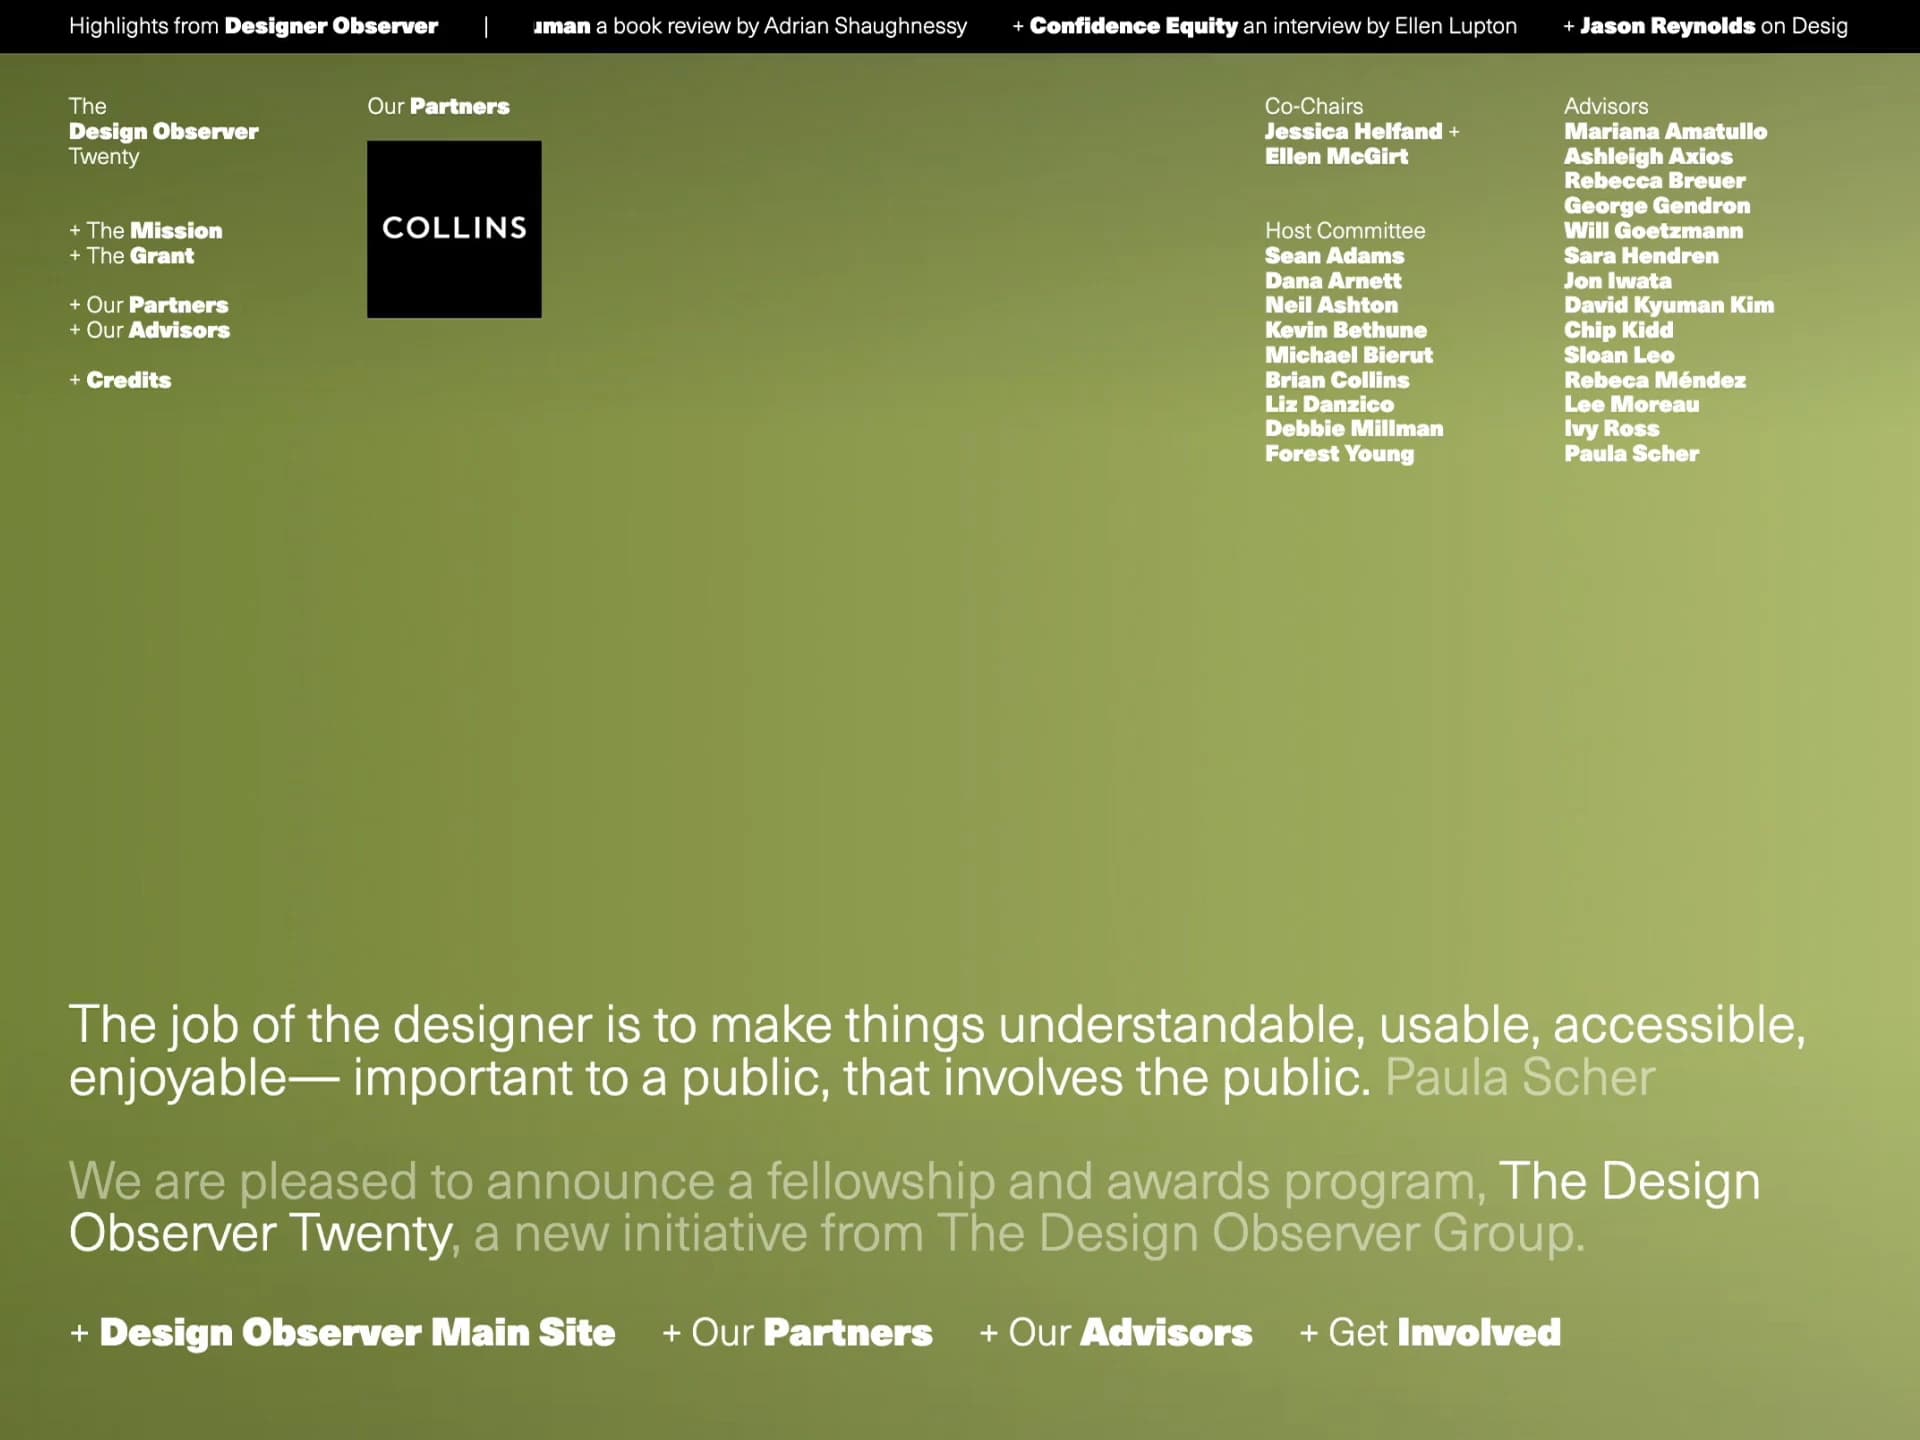 Highlights from Designer Observer | uman a book review by Adrian Shaughnessy + Confidence Equity an interview by Ellen Lupton + Jason Reynolds on Desig
The
Design Observer
Twenty
+ The Mission
+ The Grant
+ Our Partners
+ Our Advisors
+ Credits
Our Partners
COLLINS
Co-Chairs
Jessica Helfand +
Ellen McGirt
Host Committee
Sean Adams
Dana Arnett
Neil Ashton
Kevin Bethune
Michael Bierut
Brian Collins
Liz Danzico
Debbie Millman
Forest Young
Advisors
Mariana Amatullo
Ashleigh Axios
Rebecca Breuer
George Gendron
Will Goetzmann
Sara Hendren
Jon Iwata
David Kyuman Kim
Chip Kidd
Sloan Leo
Rebeca Méndez
Lee Moreau
Ivy Ross
Paula Scher
The job of the designer is to make things understandable, usable, accessible,
enjoyable— important to a public, that involves the public. Paula Scher
We are pleased to announce a fellowship and awards program, The Design
Observer Twenty, a new initiative from The Design Observer Group.
+ Design Observer Main Site + Our Partners + Our Advisors + Get Involved